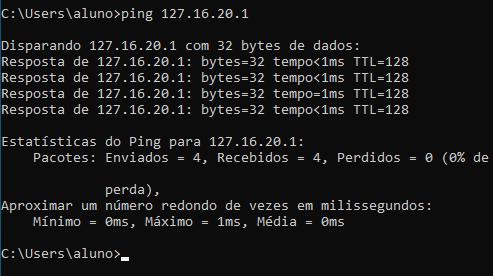 C:\Users\aluno>ping 127.16.20.1
Disparando 127.16.20.1 com 32 bytes de dados:
Resposta de 127.16.20.1: bytes=32 tempo<1ms TTL=128
Resposta de 127.16.20.1: bytes=32 tempo<1ms TTL=128
Resposta de 127.16.20.1: bytes=32 tempo=1ms TTL=128
Resposta de 127.16.20.1: bytes=32 tempo<1ms TTL=128
Estatísticas do Ping para 127.16.20.1:
Pacotes: Enviados = 4, Recebidos = 4, Perdidos = 0 (0% de
perda),
Aproximar um número redondo de vezes em milissegundos:
Mínimo = 0ms, Máximo = 1ms, Média = 0ms
C:\Users\aluno>